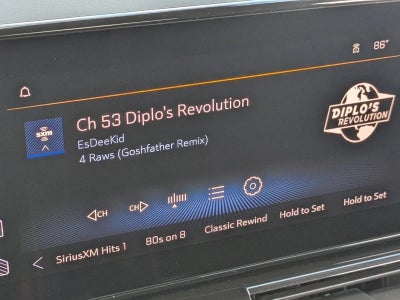 86°
Ch 53 Diplo's Revolution
EsDeeKid
4 Raws (Goshfather Remix)
sxm
DIPLO'S
REVOLUTION
CH
CH
SiriusXM Hits 1
80s on 8
Classic Rewind
Hold to Set
Hold to Set